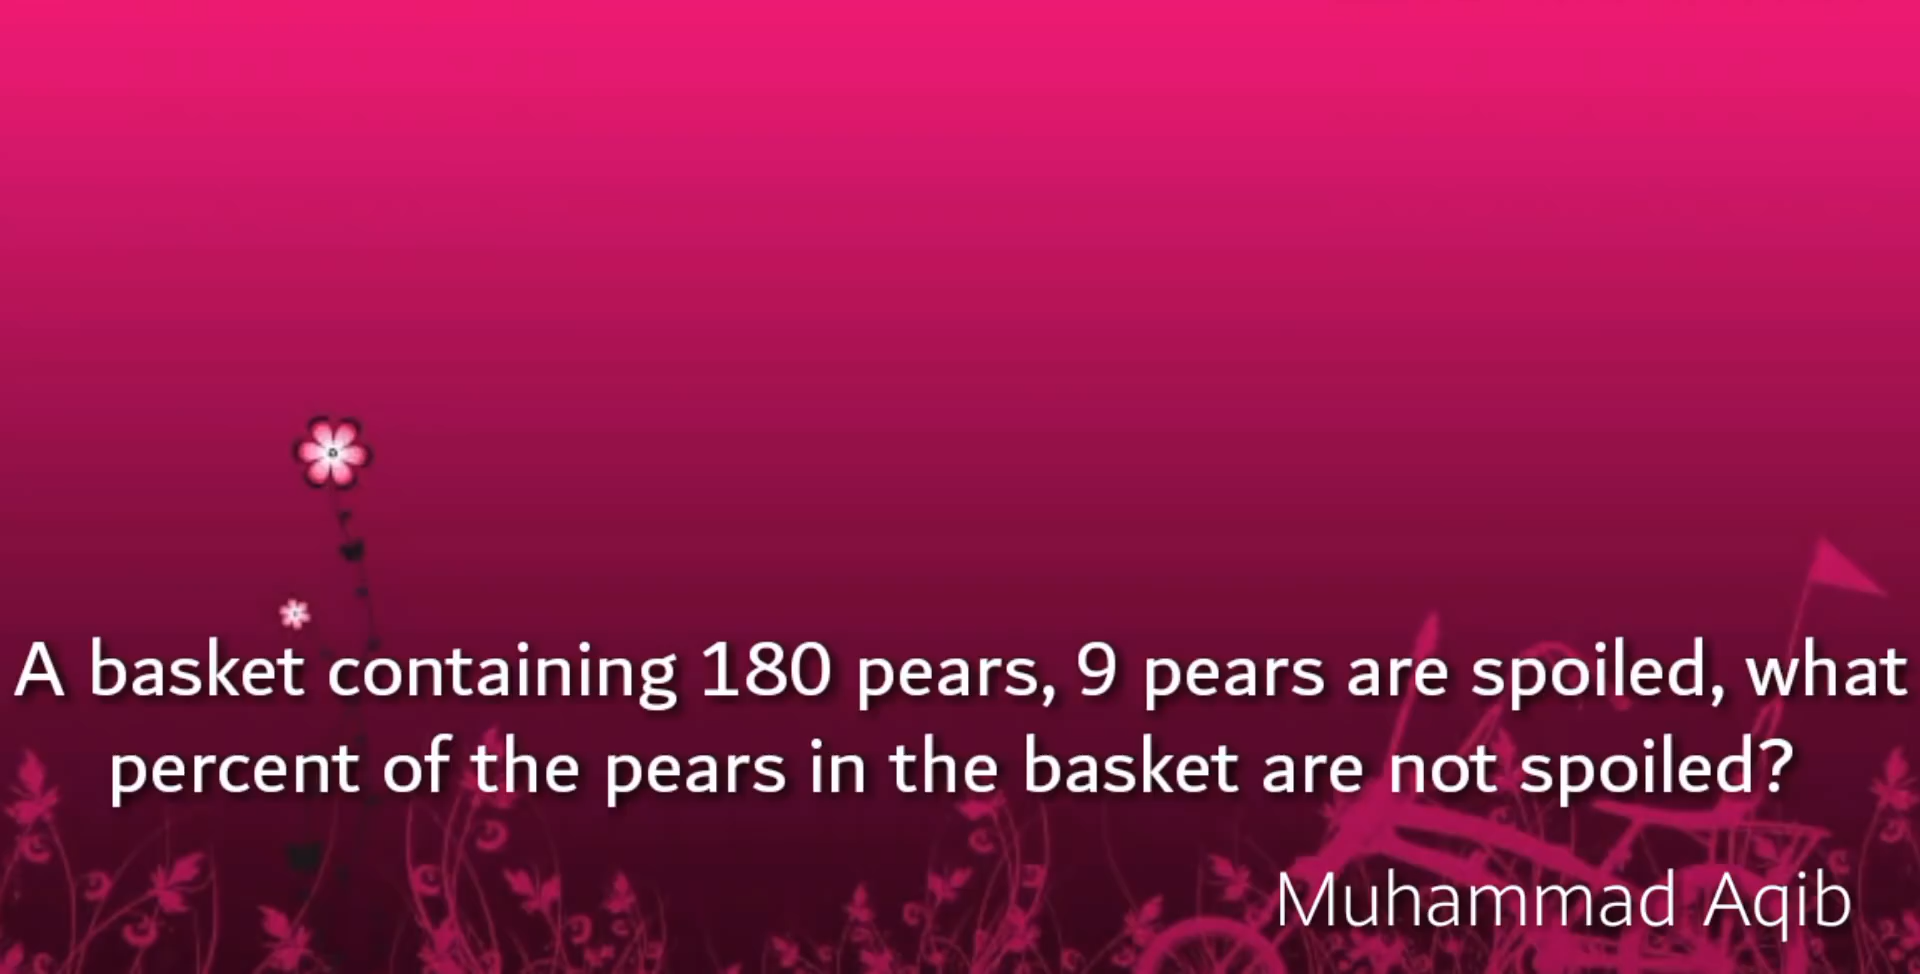 A basket containing 180 pears, 9 pears are spoiled, what
percent of the pears in the basket are not spoiled?
Muhammad Aqib